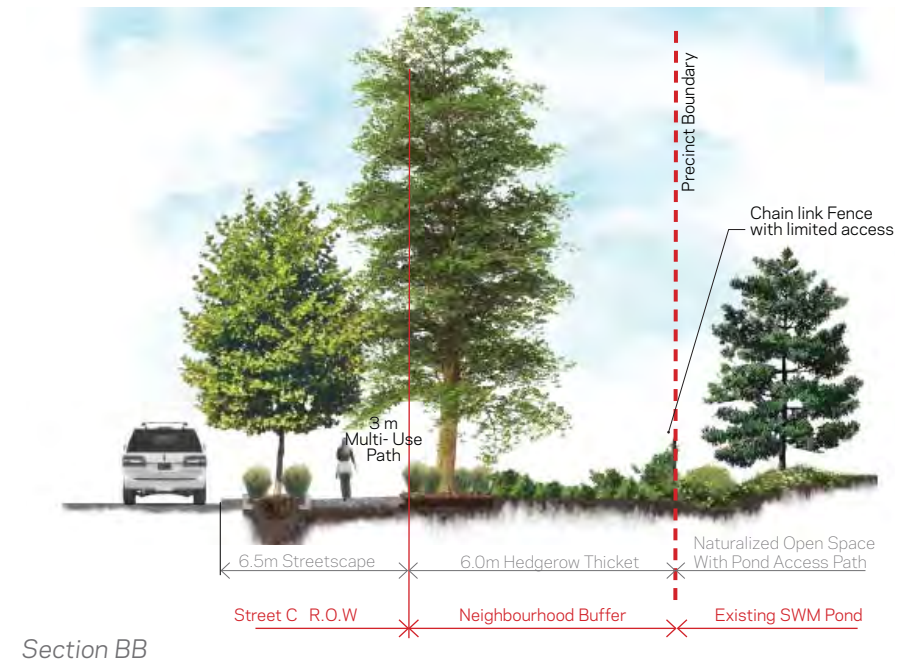 Precinct Boundary
Chain link Fence
with limited access
3 m
Multi- Use
Path
6.5m Streetscape
6.0m Hedgerow Thicket
Naturalized Open Space
With Pond Access Path
Street C R.O.W
Neighbourhood Buffer
Existing SWM Pond
Section BB